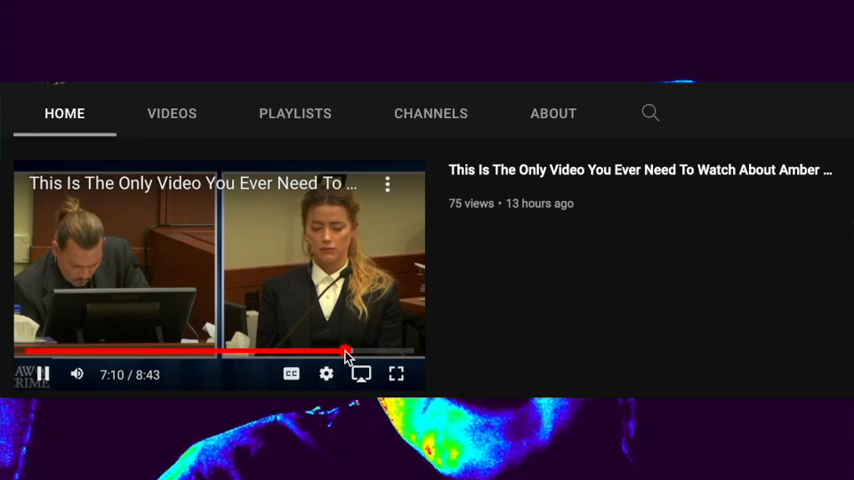 HOME VIDEOS PLAYLISTS CHANNELS ABOUT
This Is The Only Video You Ever Need To ...
This Is The Only Video You Ever Need To Watch About Amber ...
75 views • 13 hours ago
CC
7:10 / 8:43